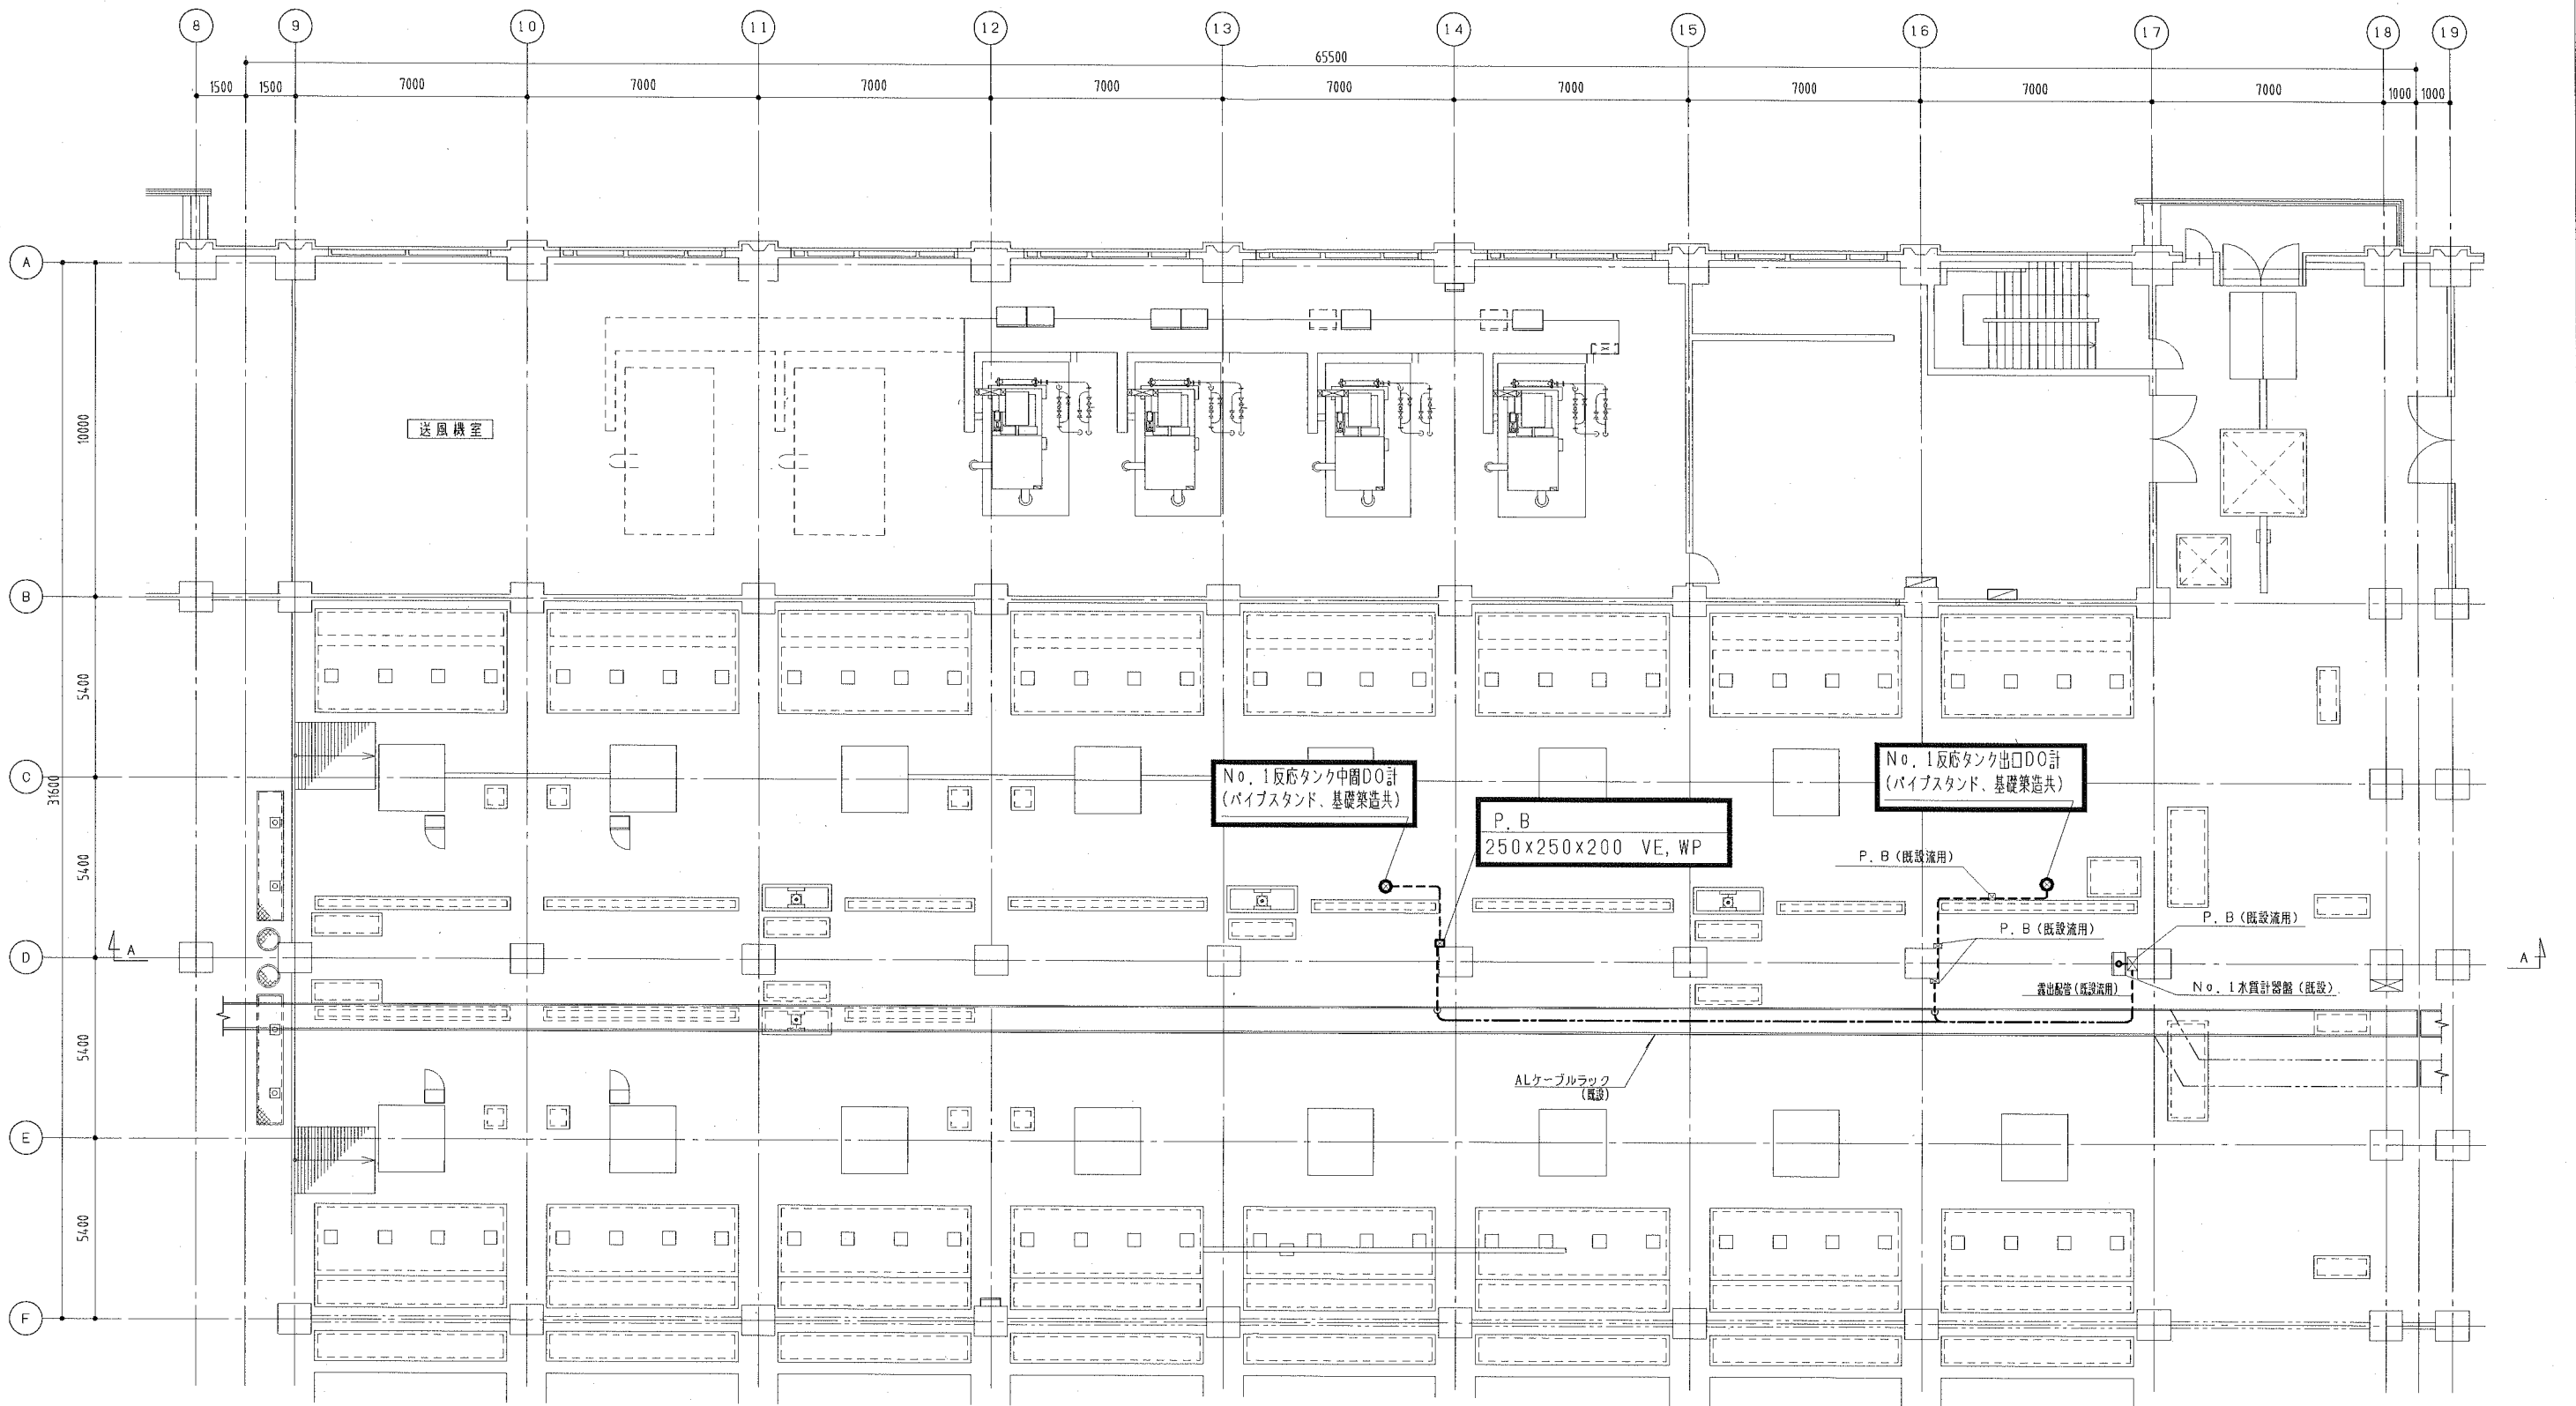 8 9 10 11 12 13 14 15 16 17 18 19
65500
1500 1500 7000 7000 7000 7000 7000 7000 7000 7000 7000 1000 1000
A
10000
送風機室
B
5400
C
31600
No. 1反応タンク中間DO計
(パイプスタンド、基礎築造共)
P. B
250x250x200 VE, WP
No. 1反応タンク出口DO計
(パイプスタンド、基礎築造共)
5400
P. B (既設流用)
P. B (既設流用)
P. B (既設流用)
D
A
A
露出配管(既設流用)
No. 1水質計器盤(既設)
5400
ALケーブルラック
(既設)
E
5400
F